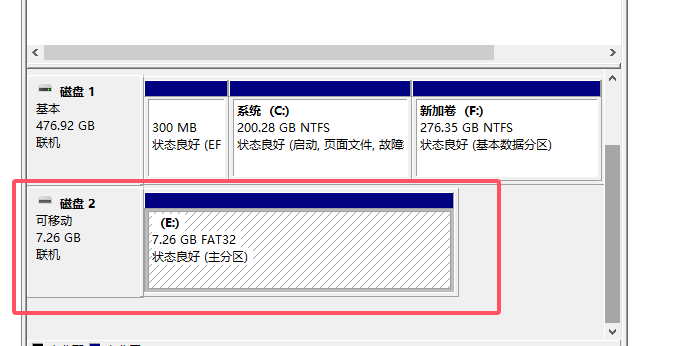 磁盘 1
基本
476.92 GB
联机
300 MB
状态良好 (EF
系统 (C:)
200.28 GB NTFS
状态良好 (启动, 页面文件, 故障
新加卷 (F:)
276.35 GB NTFS
状态良好 (基本数据分区)
磁盘 2
可移动
7.26 GB
联机
(E:)
7.26 GB FAT32
状态良好 (主分区)